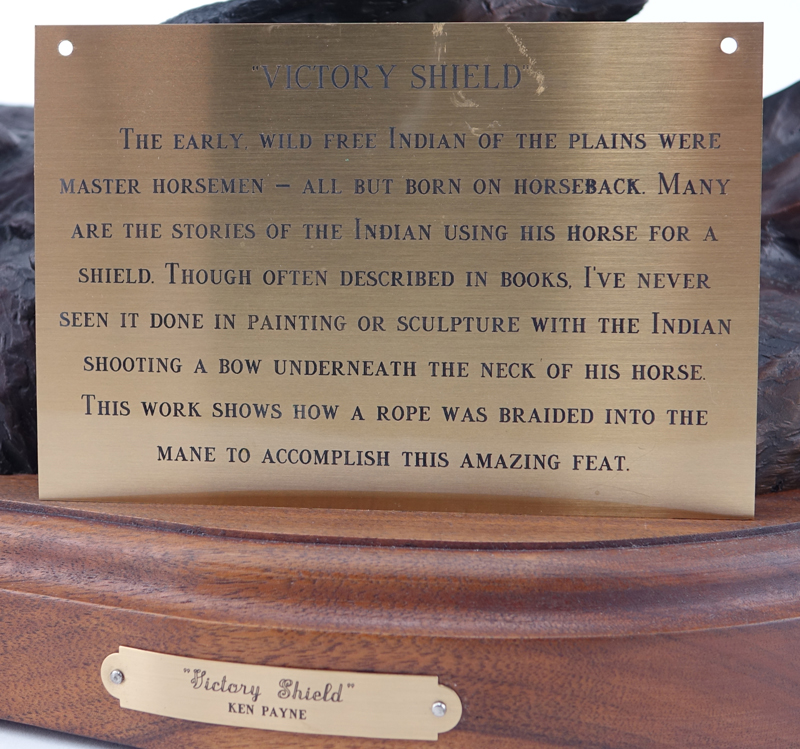 "VICTORY SHIELD"
THE EARLY, WILD FREE INDIAN OF THE PLAINS WERE
MASTER HORSEMEN – ALL BUT BORN ON HORSEBACK. MANY
ARE THE STORIES OF THE INDIAN USING HIS HORSE FOR A
SHIELD. THOUGH OFTEN DESCRIBED IN BOOKS, I'VE NEVER
SEEN IT DONE IN PAINTING OR SCULPTURE WITH THE INDIAN
SHOOTING A BOW UNDERNEATH THE NECK OF HIS HORSE.
THIS WORK SHOWS HOW A ROPE WAS BRAIDED INTO THE
MANE TO ACCOMPLISH THIS AMAZING FEAT.
"Victory Shield"
KEN PAYNE